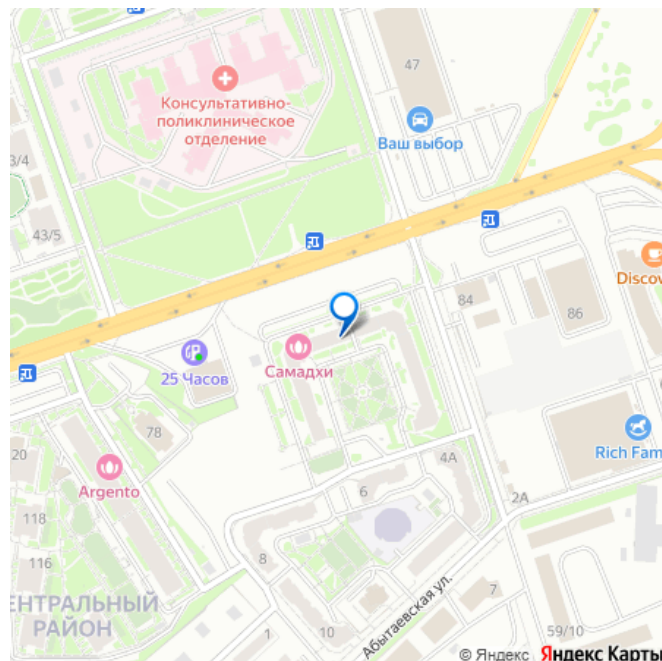 47
Консультативно-
поликлиническое
отделение
Ваш выбор
3/4
43/5
84
86
Discov
Самадхи
25 Часов
78
20
Argento
118
116
4А
6
8
2А
Rich Fam
ЕНТРАЛЬНЫЙ
РАЙОН
Абытаевская ул.
7
1
10
59/10
© Яндекс Яндекс Карты